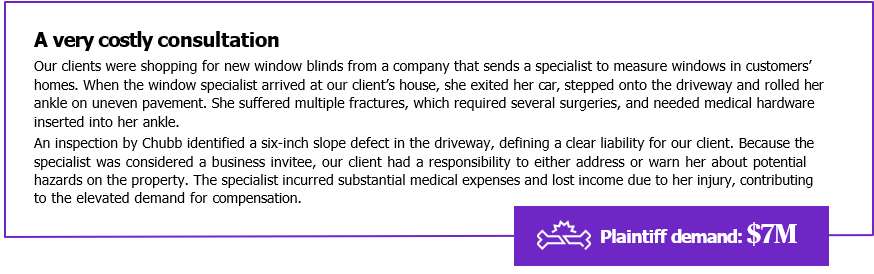 A very costly consultation
Our clients were shopping for new window blinds from a company that sends a specialist to measure windows in customers’
homes. When the window specialist arrived at our client’s house, she exited her car, stepped onto the driveway and rolled her
ankle on uneven pavement. She suffered multiple fractures, which required several surgeries, and needed medical hardware
inserted into her ankle.
An inspection by Chubb identified a six-inch slope defect in the driveway, defining a clear liability for our client. Because the
specialist was considered a business invitee, our client had a responsibility to either address or warn her about potential
hazards on the property. The specialist incurred substantial medical expenses and lost income due to her injury, contributing
to the elevated demand for compensation.
Plaintiff demand: $7M